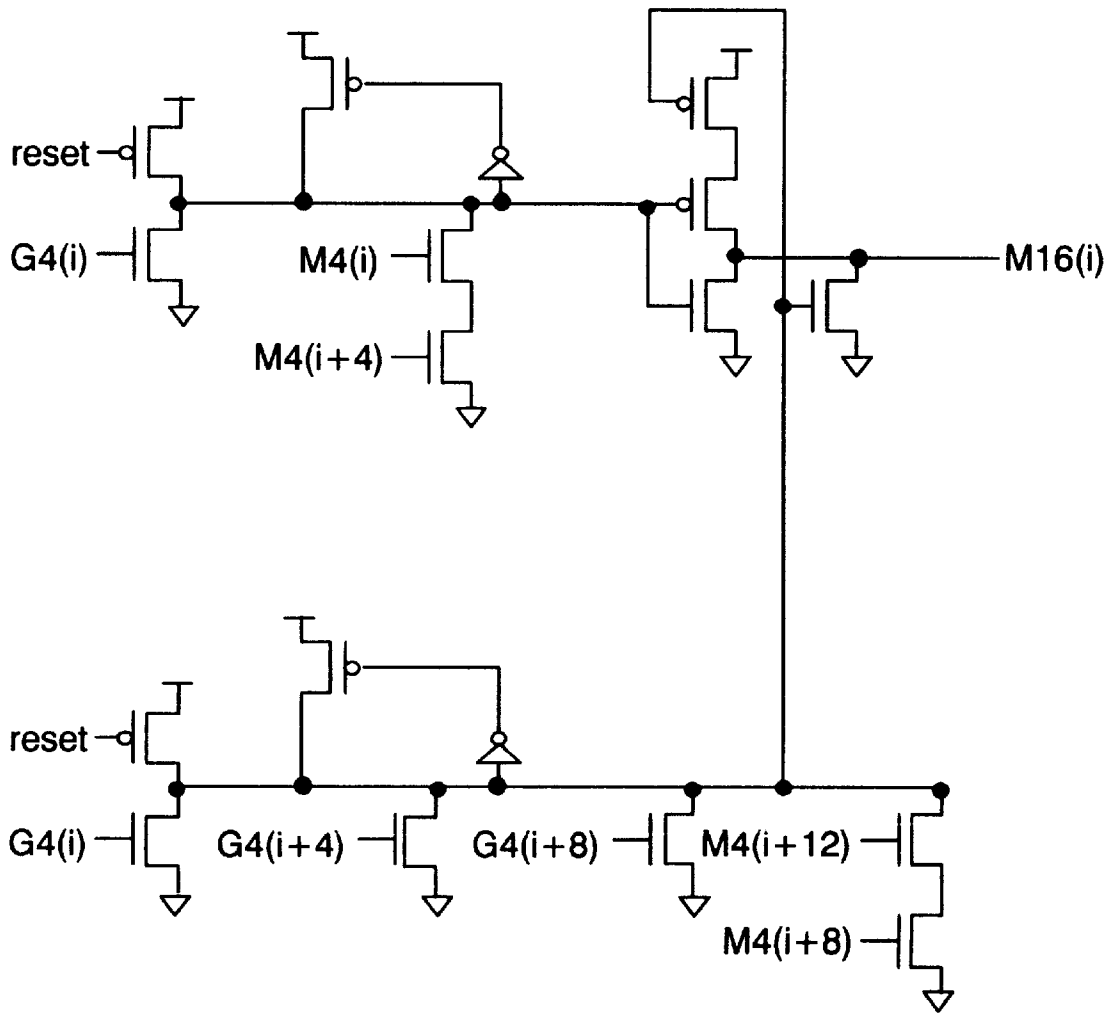 reset
G4(i)
M4(i)
M4(i+4)
M16(i)
reset
G4(i)
G4(i+4)
G4(i+8)
M4(i+12)
M4(i+8)